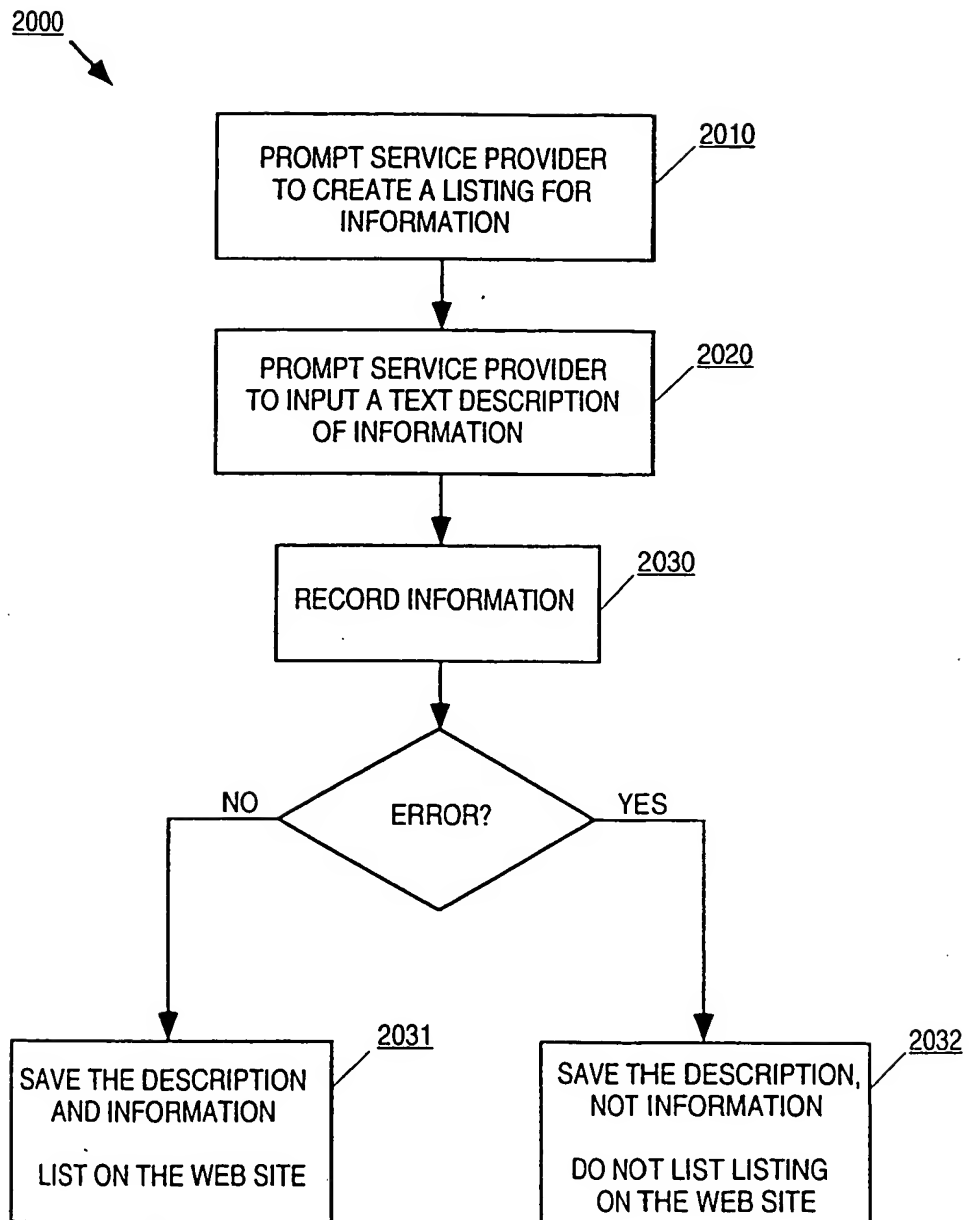 2000
2010
PROMPT SERVICE PROVIDER
TO CREATE A LISTING FOR
INFORMATION
2020
PROMPT SERVICE PROVIDER
TO INPUT A TEXT DESCRIPTION
OF INFORMATION
2030
RECORD INFORMATION
ERROR?
NO
YES
2031
SAVE THE DESCRIPTION
AND INFORMATION
LIST ON THE WEB SITE
2032
SAVE THE DESCRIPTION,
NOT INFORMATION
DO NOT LIST LISTING
ON THE WEB SITE